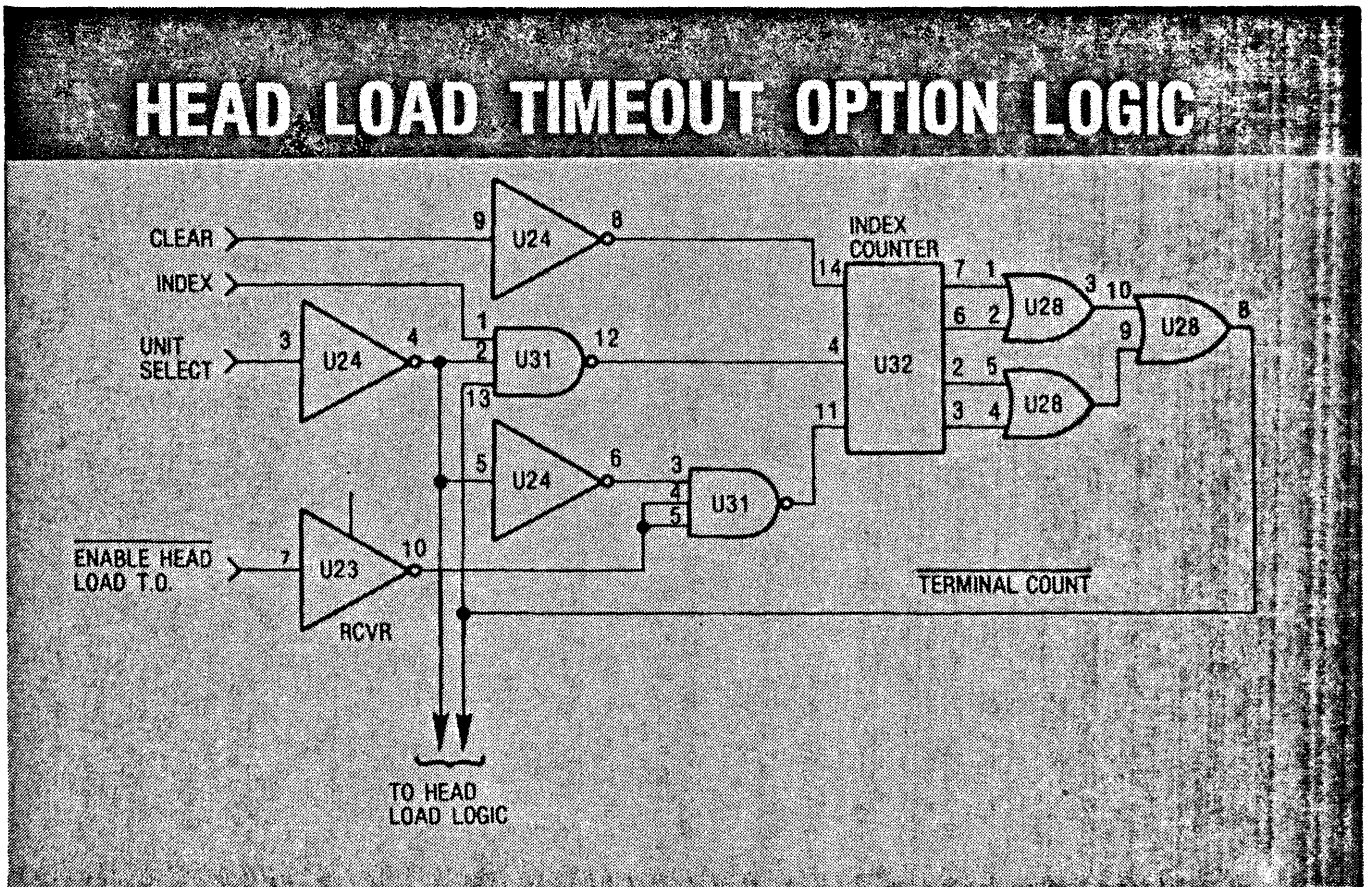 HEAD LOAD TIMEOUT OPTION LOGIC
CLEAR
9
U24
8
INDEX
COUNTER
INDEX
14
7
1
U28
3
10
U28
8
UNIT
SELECT
3
U24
4
1
2
13
U31
12
4
U32
6
2
9
2
5
U28
3
4
11
5
U24
6
3
4
5
U31
ENABLE HEAD
LOAD T.O.
7
U23
10
RCVR
TERMINAL COUNT
TO HEAD
LOAD LOGIC